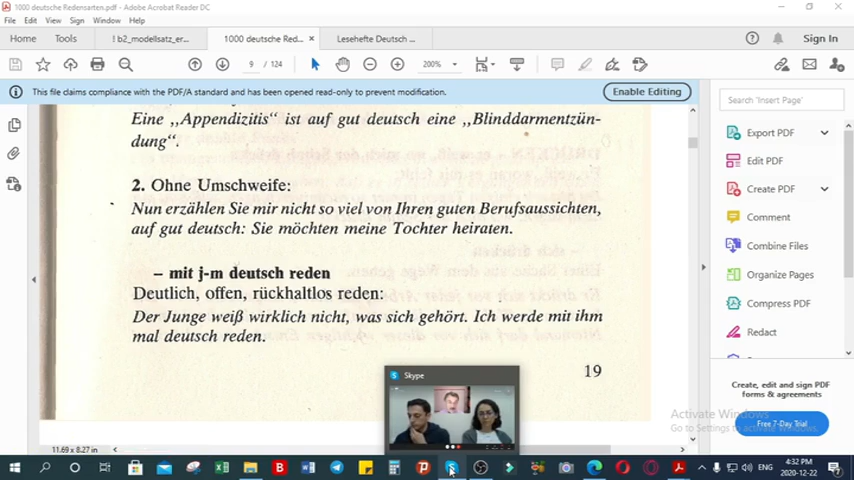 1000 deutsche Redensarten.pdf - Adobe Acrobat Reader DC
File Edit View Sign Window Help
Home Tools ! b2_modellsatz_er... 1000 deutsche Red... × Lesehefte Deutsch ... Sign In
9 / 124 200%
This file claims compliance with the PDF/A standard and has been opened read-only to prevent modification. Enable Editing
Eine „Appendizitis“ ist auf gut deutsch eine „Blinddarmentzün-
dung“.
2. Ohne Umschweife:
Nun erzählen Sie mir nicht so viel von Ihren guten Berufsaussichten,
auf gut deutsch: Sie möchten meine Tochter heiraten.
– mit j-m deutsch reden
Deutlich, offen, rückhaltlos reden:
Der Junge weiß wirklich nicht, was sich gehört. Ich werde mit ihm
mal deutsch reden.
19
Skype
11.69 x 8.27 in
Search 'Insert Page'
Export PDF
Edit PDF
Create PDF
Comment
Combine Files
Organize Pages
Compress PDF
Redact
Create, edit and sign PDF
forms & agreements
Free 7-Day Trial
Activate Windows
Go to Settings to activate Windows.
ENG 4:32 PM
2020-12-22